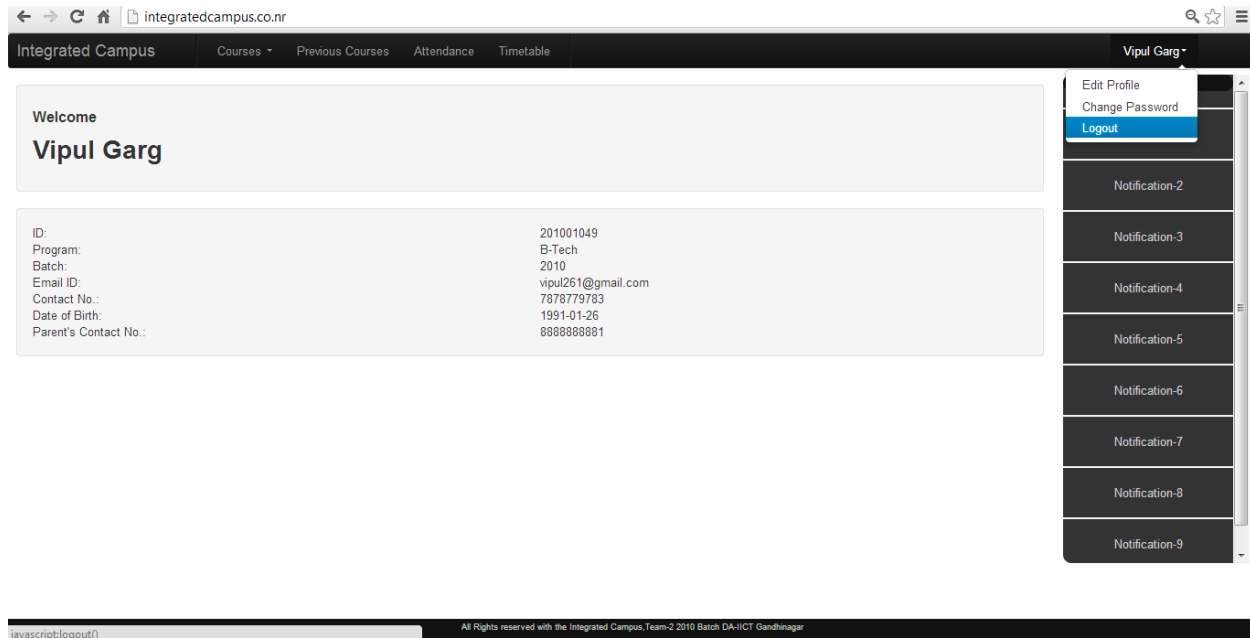 integratedcampus.co.nr
Integrated Campus Courses Previous Courses Attendance Timetable Vipul Garg
Edit Profile
Change Password
Logout
Welcome
Vipul Garg
ID: 201001049
Program: B-Tech
Batch: 2010
Email ID: vipul261@gmail.com
Contact No.: 7878779783
Date of Birth: 1991-01-26
Parent's Contact No.: 8888888881
Notification-2
Notification-3
Notification-4
Notification-5
Notification-6
Notification-7
Notification-8
Notification-9
All Rights reserved with the Integrated Campus,Team-2 2010 Batch DA-IICT Gandhinagar
javascript:logout()